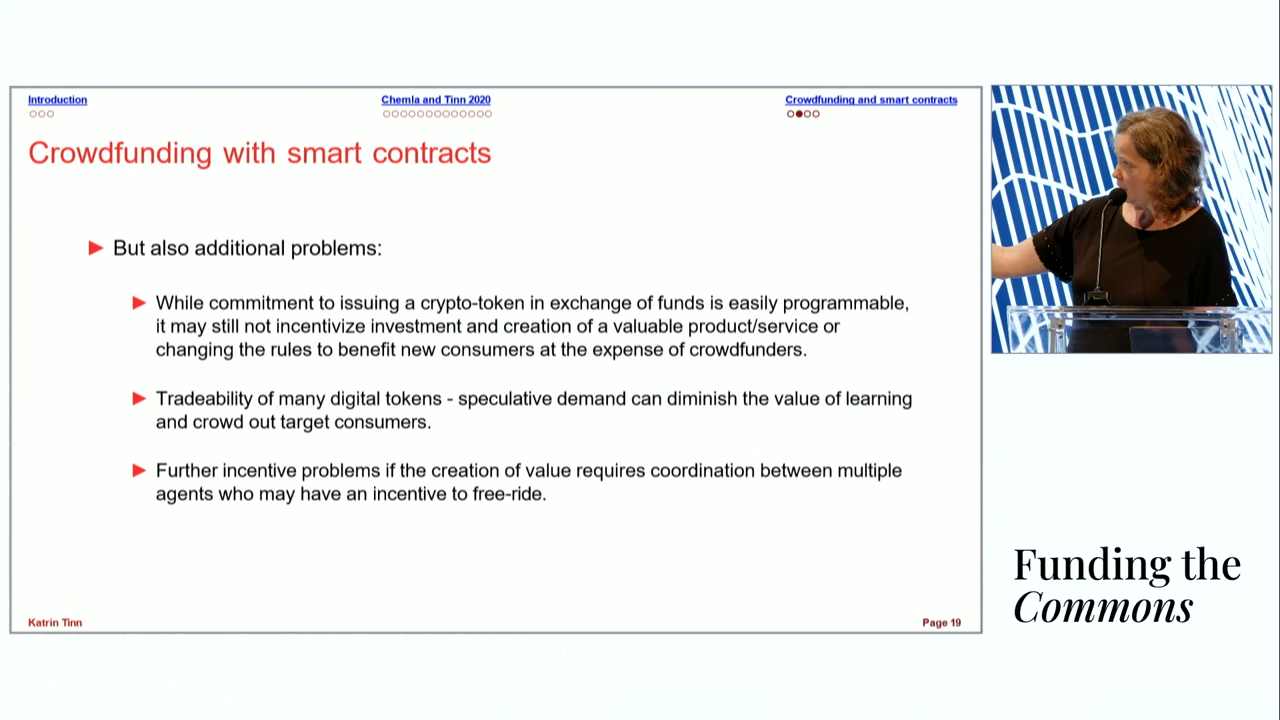 Introduction
Chemla and Tinn 2020
Crowdfunding and smart contracts
Crowdfunding with smart contracts
But also additional problems:
While commitment to issuing a crypto-token in exchange of funds is easily programmable,
it may still not incentivize investment and creation of a valuable product/service or
changing the rules to benefit new consumers at the expense of crowdfunders.
Tradeability of many digital tokens - speculative demand can diminish the value of learning
and crowd out target consumers.
Further incentive problems if the creation of value requires coordination between multiple
agents who may have an incentive to free-ride.
Katrin Tinn
Page 19
Funding the
Commons